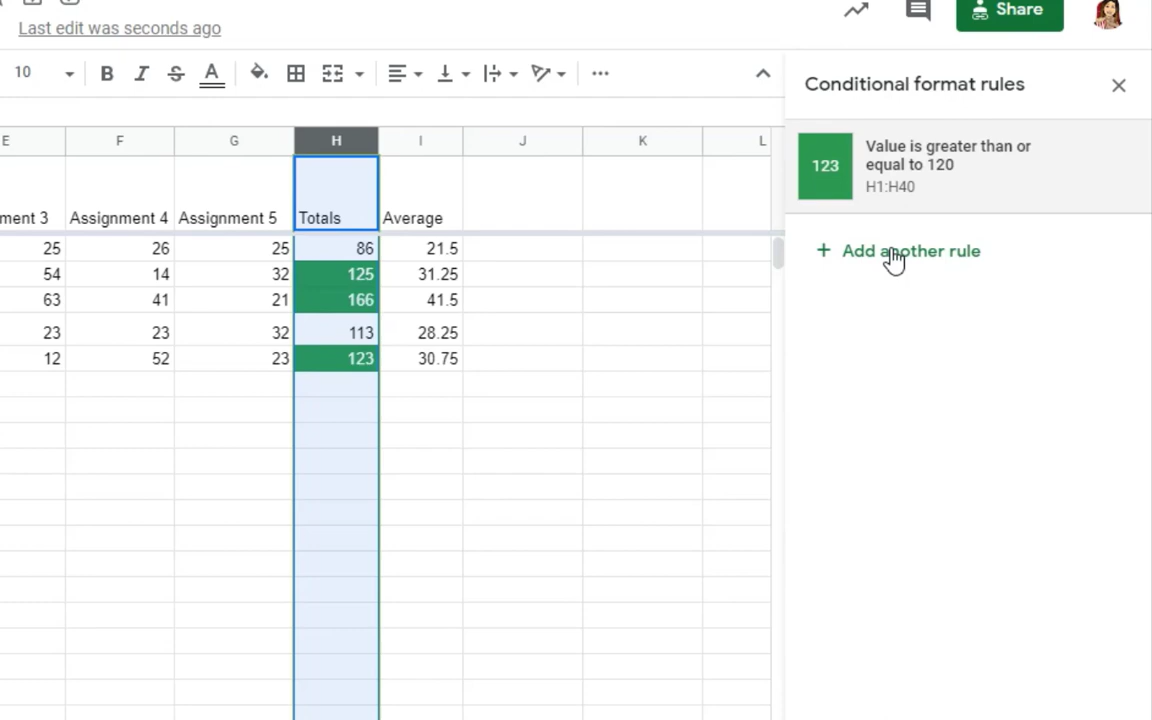 Share
Last edit was seconds ago
10 B I S A
Conditional format rules
E F G H I J K L
Value is greater than or
123 equal to 120
H1:H40
ment 3 Assignment 4 Assignment 5 Totals Average
25 26 25 86 21.5
+ Add another rule
54 14 32 125 31.25
63 41 21 166 41.5
23 23 32 113 28.25
12 52 23 123 30.75